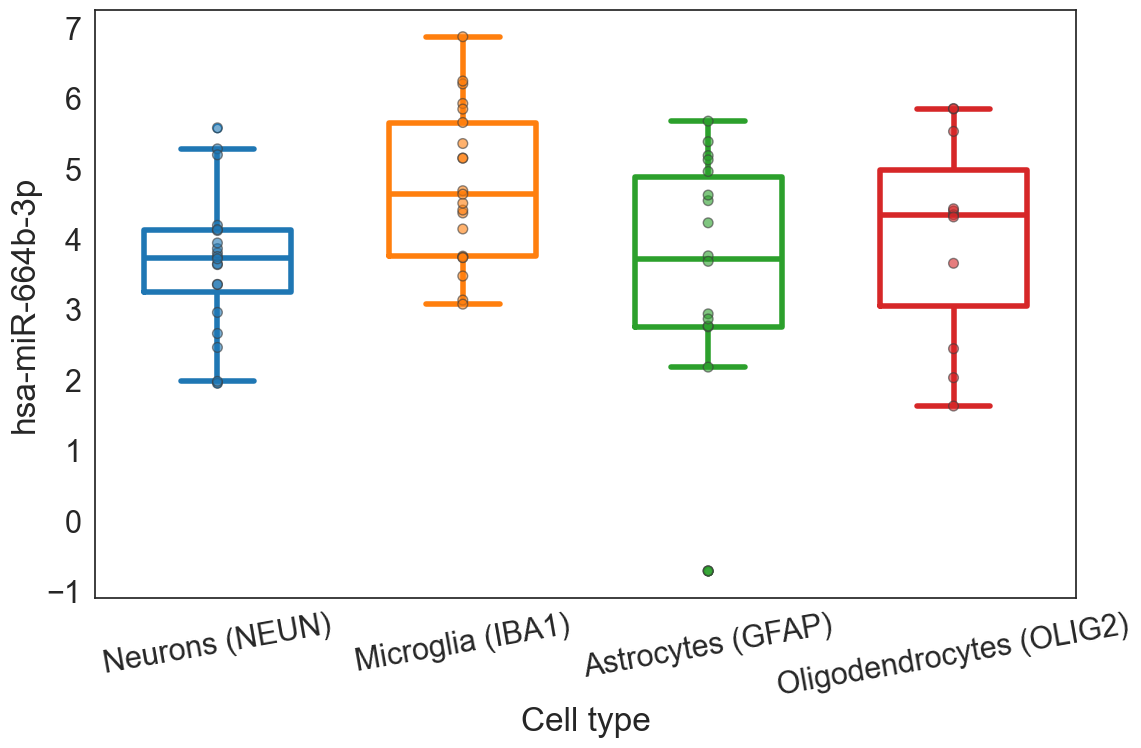 hsa-miR-664b-3p
7
6
5
4
3
2
1
0
−1
Neurons (NEUN)
Microglia (IBA1)
Astrocytes (GFAP)
Oligodendrocytes (OLIG2)
Cell type